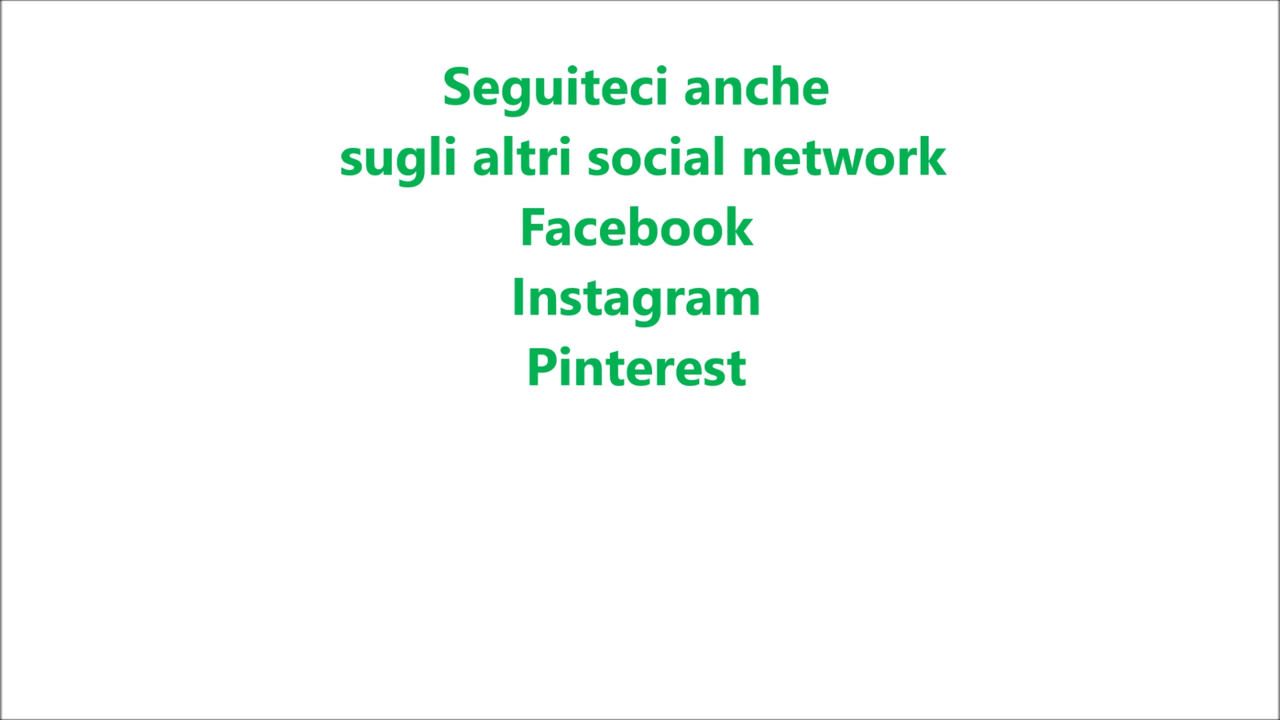 Seguiteci anche
sugli altri social network
Facebook
Instagram
Pinterest